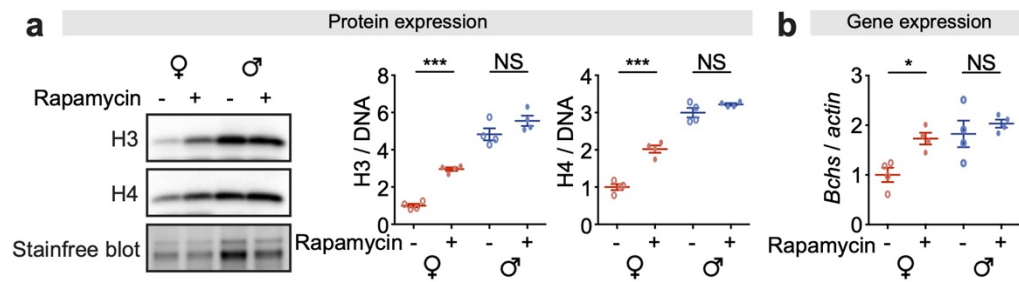 a Protein expression
♀ ♂
Rapamycin - + - +
H3
H4
Stainfree blot
H3 / DNA
8
6
4
2
0
*** NS
Rapamycin - + - +
♀ ♂
H4 / DNA
4
3
2
1
0
*** NS
- + - +
♀ ♂
b Gene expression
Bchs / actin
3
2
1
0
* NS
Rapamycin - + - +
♀ ♂